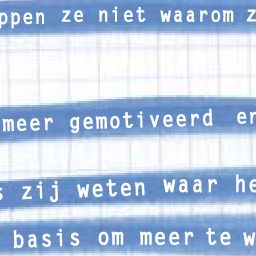 ppen ze niet waarom z
meer gemotiveerd en
s zij weten waar he
basis om meer te w